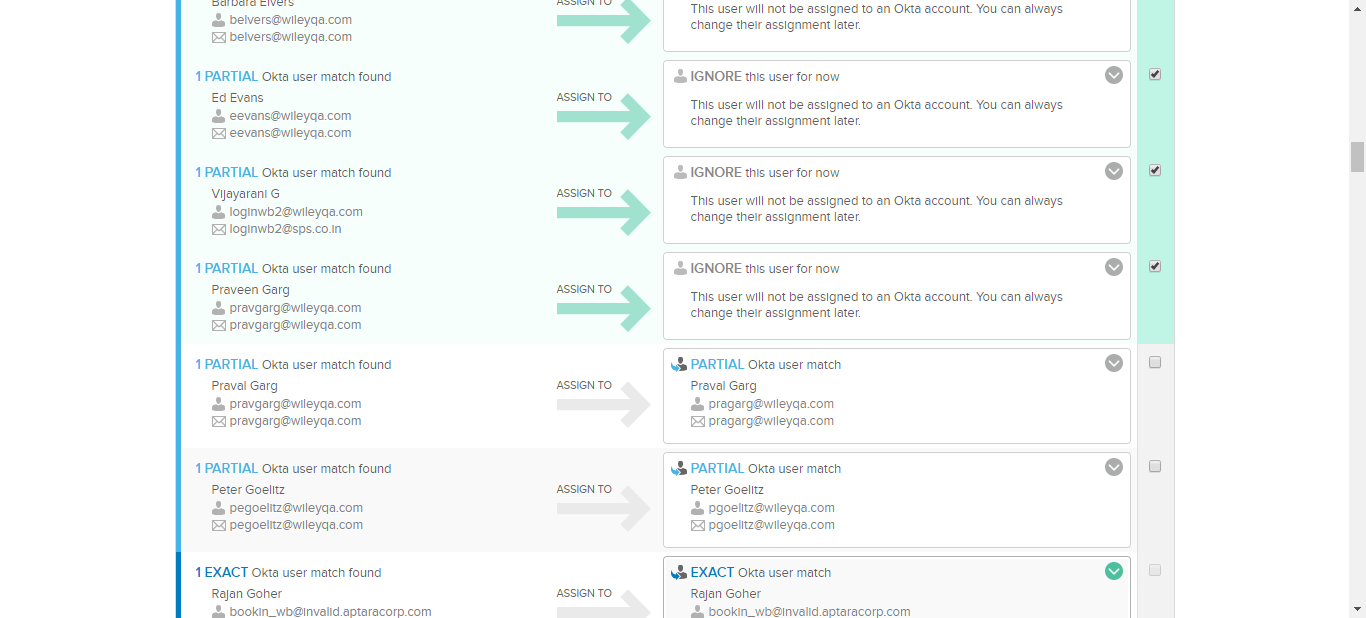 Barbara Elvers
belvers@wileyqa.com
belvers@wileyqa.com
ASSIGN TO
This user will not be assigned to an Okta account. You can always
change their assignment later.
1 PARTIAL Okta user match found
Ed Evans
eevans@wileyqa.com
eevans@wileyqa.com
ASSIGN TO
IGNORE this user for now
This user will not be assigned to an Okta account. You can always
change their assignment later.
1 PARTIAL Okta user match found
Vijayarani G
loginwb2@wileyqa.com
loginwb2@sps.co.in
ASSIGN TO
IGNORE this user for now
This user will not be assigned to an Okta account. You can always
change their assignment later.
1 PARTIAL Okta user match found
Praveen Garg
pravgarg@wileyqa.com
pravgarg@wileyqa.com
ASSIGN TO
IGNORE this user for now
This user will not be assigned to an Okta account. You can always
change their assignment later.
1 PARTIAL Okta user match found
Praval Garg
pravgarg@wileyqa.com
pravgarg@wileyqa.com
ASSIGN TO
PARTIAL Okta user match
Praval Garg
pragarg@wileyqa.com
pragarg@wileyqa.com
1 PARTIAL Okta user match found
Peter Goelitz
pegoelitz@wileyqa.com
pegoelitz@wileyqa.com
ASSIGN TO
PARTIAL Okta user match
Peter Goelitz
pgoelitz@wileyqa.com
pgoelitz@wileyqa.com
1 EXACT Okta user match found
Rajan Goher
bookin_wb@invalid.aptaracorp.com
ASSIGN TO
EXACT Okta user match
Rajan Goher
bookin_wb@invalid.aptaracorp.com